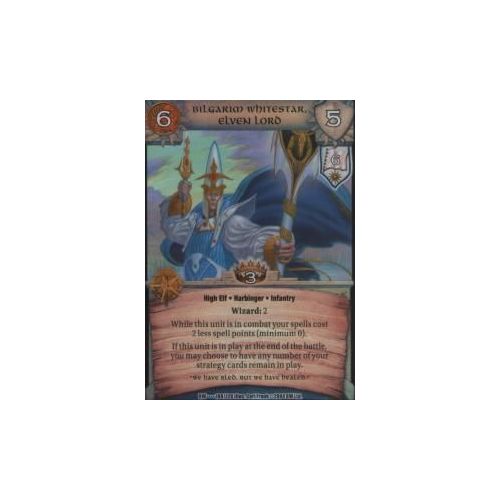 6
BILGARIM WHITESTAR,
ELVEN LORD
5
6
3
High Elf • Harbinger • Infantry
Wizard: 2
While this unit is in combat your spells cost
2 less spell points (minimum 0).
If this unit is in play at the end of the battle,
you may choose to have any number of your
strategy cards remain in play.
"WE HAVE BLED, BUT WE HAVE HEALED."